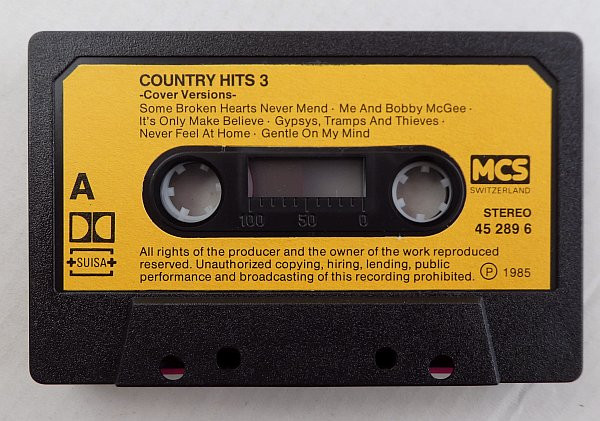 COUNTRY HITS 3
-Cover Versions-
Some Broken Hearts Never Mend · Me And Bobby McGee ·
It's Only Make Believe · Gypsys, Tramps And Thieves ·
Never Feel At Home · Gentle On My Mind
A
MCS
SWITZERLAND
STEREO
45 289 6
100 50 0
SUISA
All rights of the producer and the owner of the work reproduced
reserved. Unauthorized copying, hiring, lending, public
performance and broadcasting of this recording prohibited. Ⓟ 1985